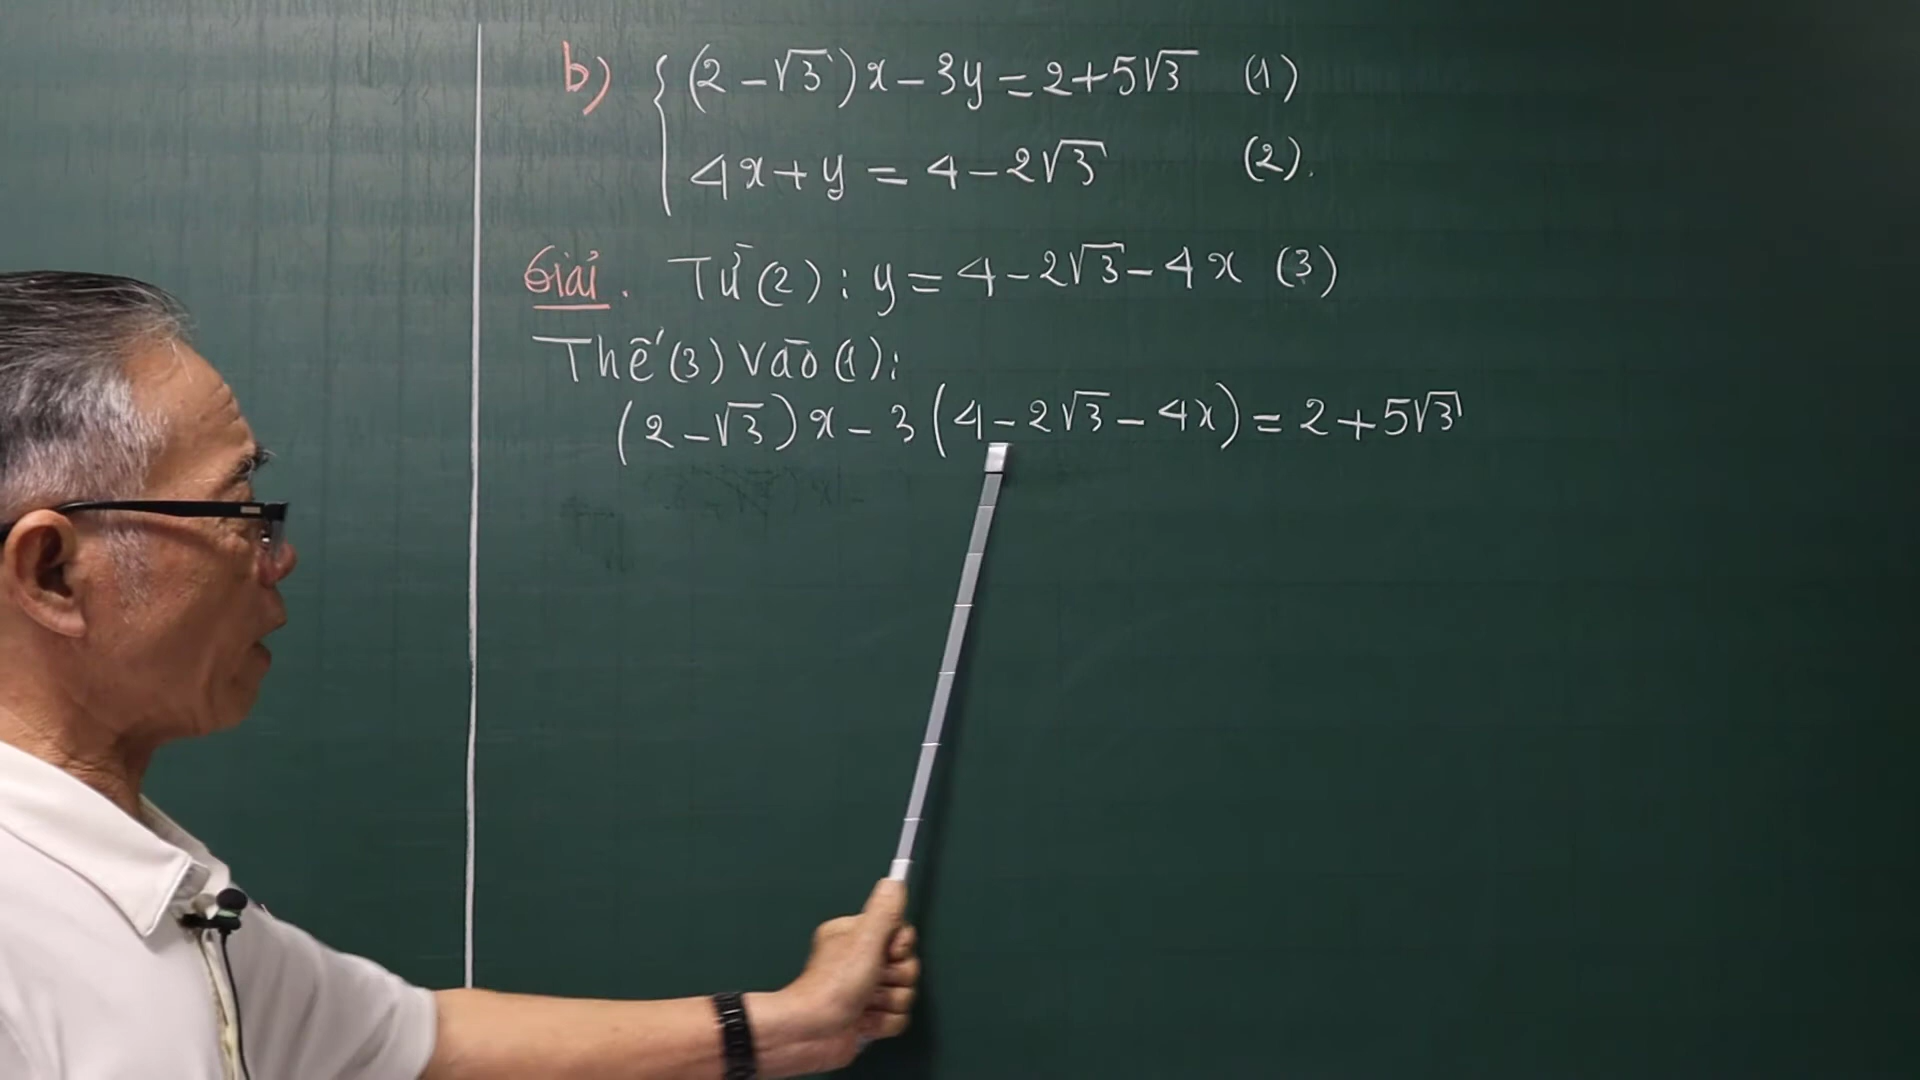 b) { (2 - √3)x - 3y = 2 + 5√3 (1)
4x + y = 4 - 2√3 (2).
Giải. Từ (2): y = 4 - 2√3 - 4x (3)
Thế (3) vào (1):
(2 - √3)x - 3(4 - 2√3 - 4x) = 2 + 5√3